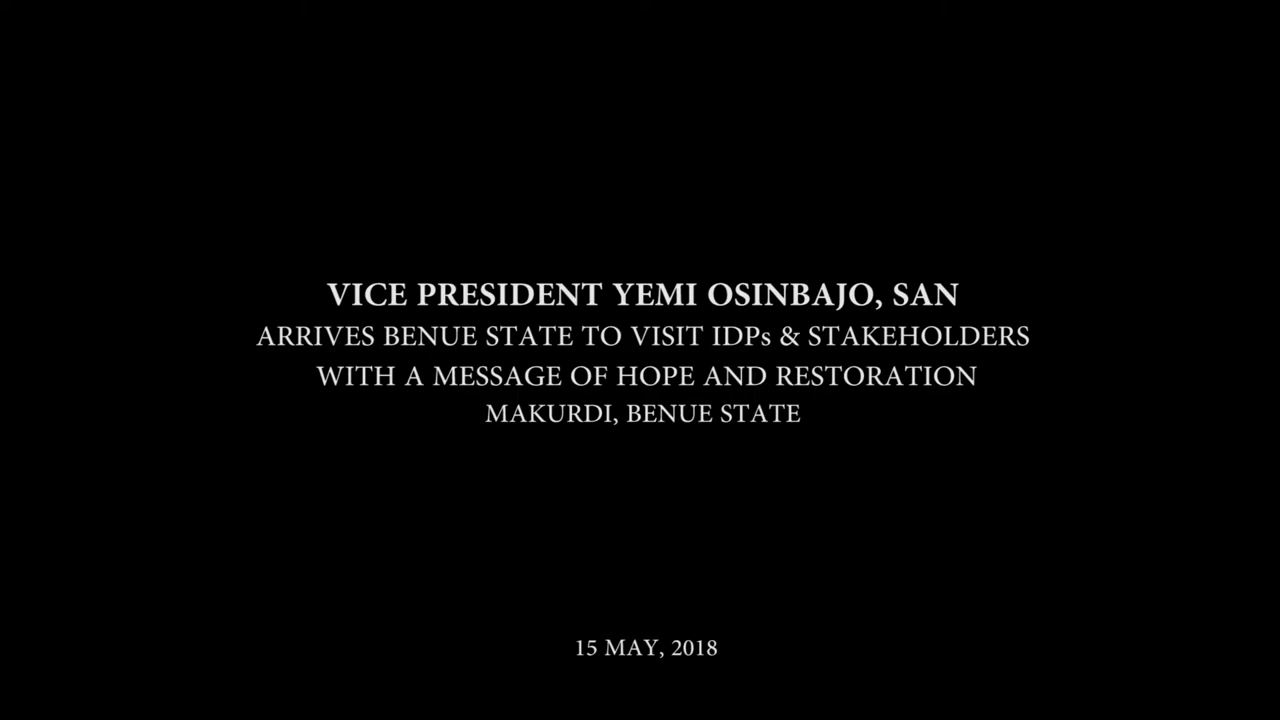 VICE PRESIDENT YEMI OSINBAJO, SAN
ARRIVES BENUE STATE TO VISIT IDPs & STAKEHOLDERS
WITH A MESSAGE OF HOPE AND RESTORATION
MAKURDI, BENUE STATE
15 MAY, 2018